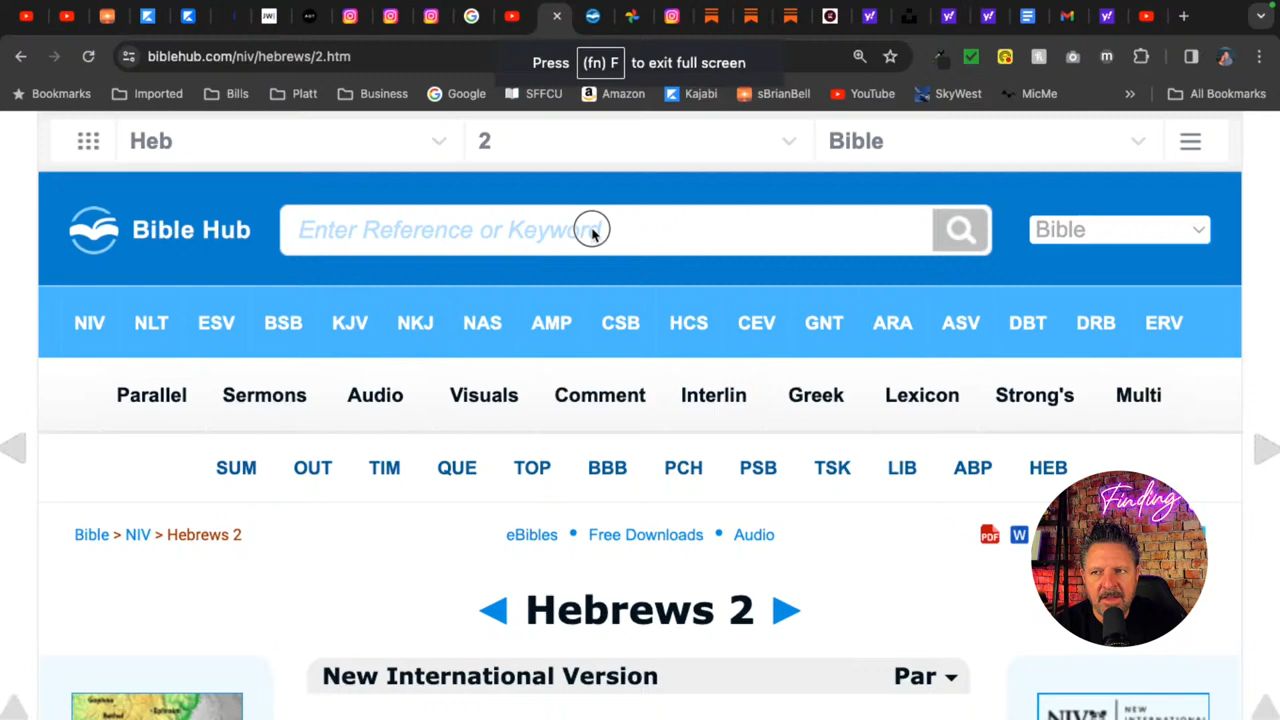 biblehub.com/niv/hebrews/2.htm
Press (fn) F to exit full screen
Bookmarks Imported Bills Platt Business Google SFFCU Amazon Kajabi sBrianBell YouTube SkyWest MicMe » All Bookmarks
Heb 2 Bible
Bible Hub Enter Reference or Keyword Bible
NIV NLT ESV BSB KJV NKJ NAS AMP CSB HCS CEV GNT ARA ASV DBT DRB ERV
Parallel Sermons Audio Visuals Comment Interlin Greek Lexicon Strong's Multi
SUM OUT TIM QUE TOP BBB PCH PSB TSK LIB ABP HEB
Finding
Bible > NIV > Hebrews 2 eBibles • Free Downloads • Audio PDF W
Hebrews 2
New International Version Par
NIV NEW INTERNATIONAL